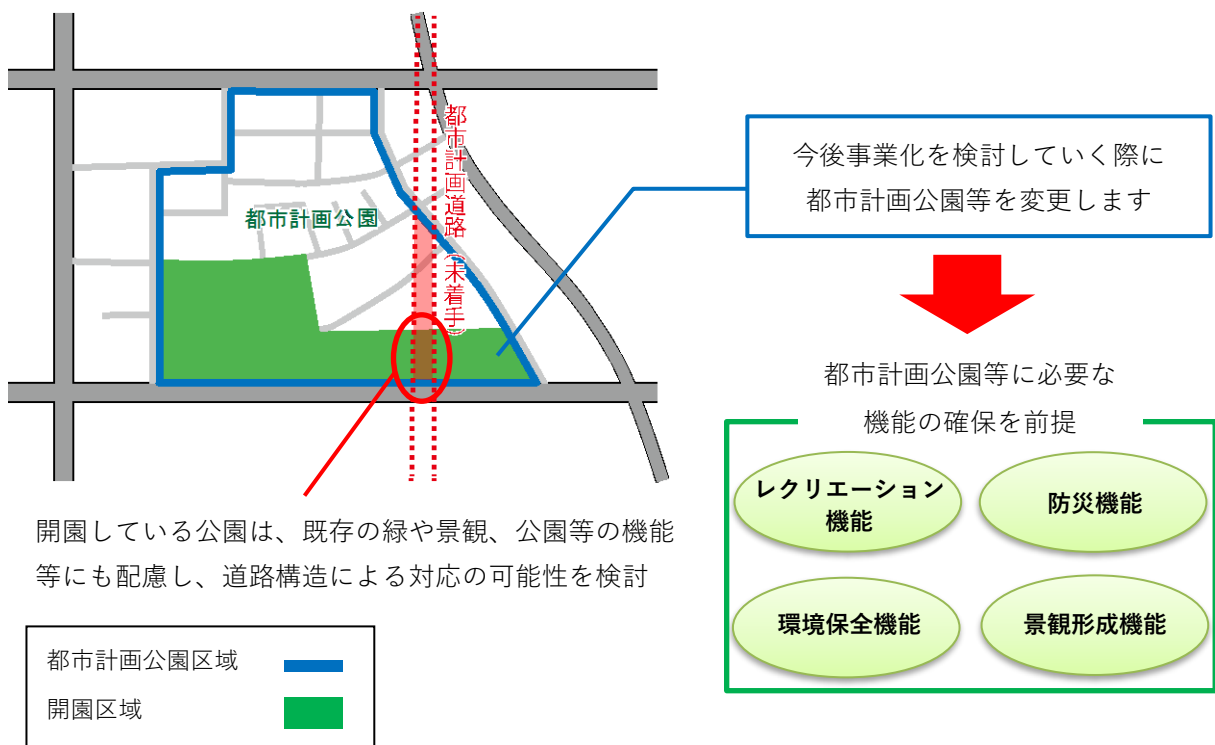 都市計画道路（未着手）
都市計画公園
今後事業化を検討していく際に
都市計画公園等を変更します
都市計画公園等に必要な
機能の確保を前提
レクリエーション
機能
防災機能
環境保全機能
景観形成機能
開園している公園は、既存の緑や景観、公園等の機能
等にも配慮し、道路構造による対応の可能性を検討
都市計画公園区域
開園区域